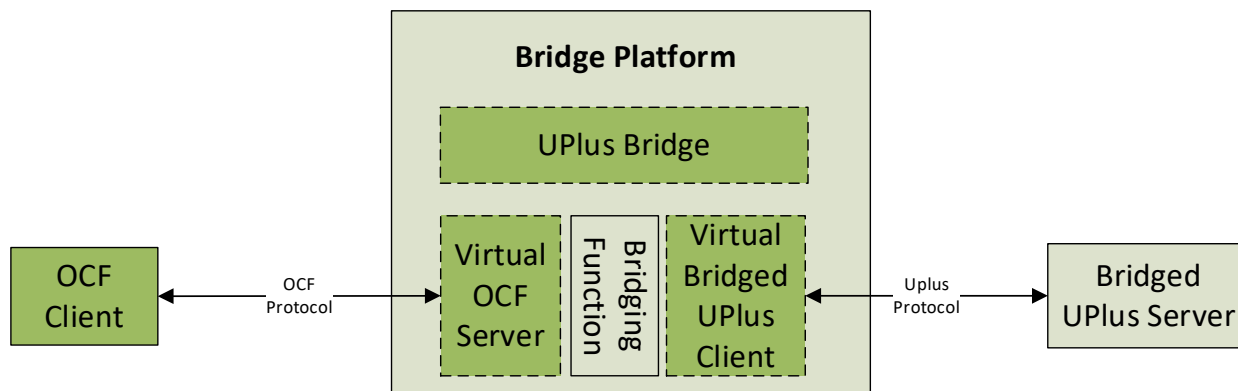 Bridge Platform
UPlus Bridge
OCF
Client
OCF
Protocol
Virtual
OCF
Server
Bridging
Function
Virtual
Bridged
UPlus
Client
Uplus
Protocol
Bridged
UPlus Server